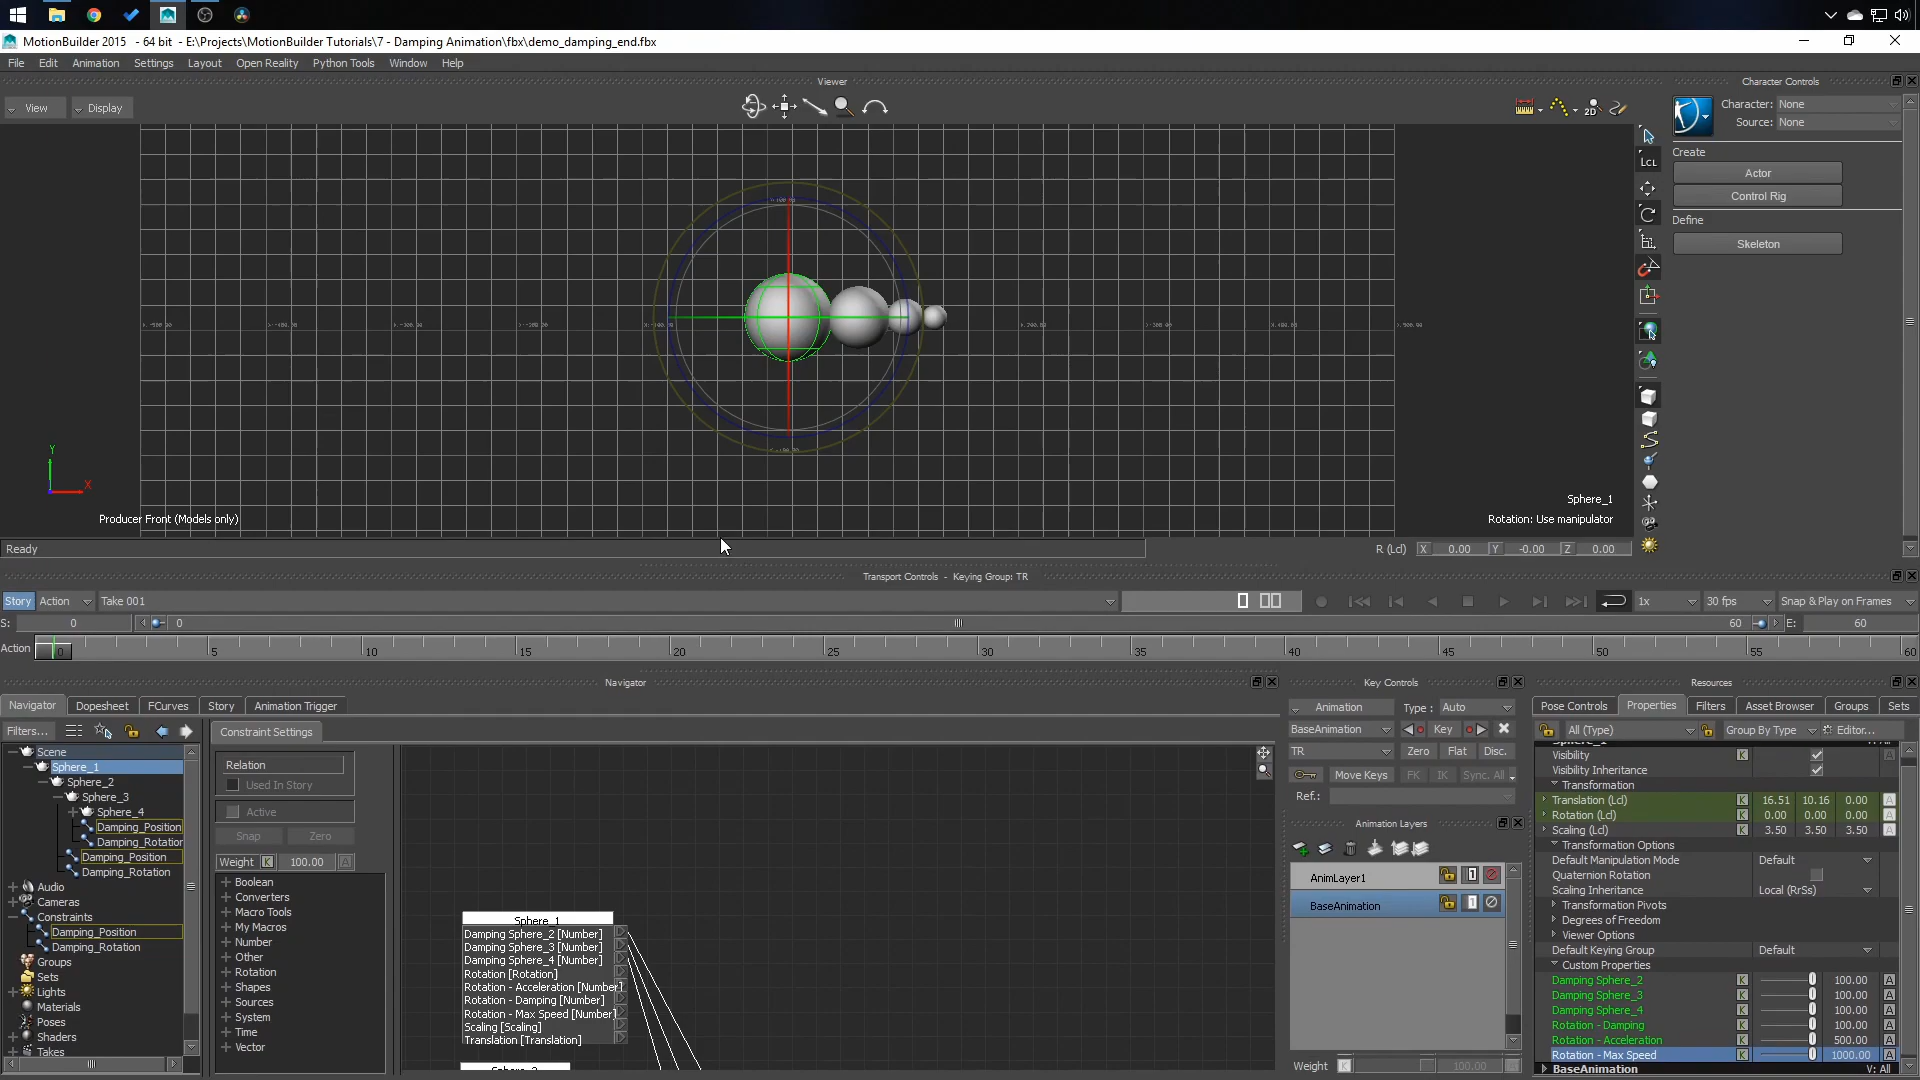 MotionBuilder 2015   - 64 bit  - E:\Projects\MotionBuilder Tutorials\7 - Damping Animation\fbx\demo_damping_end.fbx
File Edit Animation Settings Layout Open Reality Python Tools Window Help
Viewer
Character Controls
View Display
2D
Character: None
Source: None
Create
LCL
Actor
Control Rig
Define
Skeleton
Y
X
Sphere_1
Producer Front (Models only)
Rotation: Use manipulator
Ready
R (Lcl) X 0.00 Y -0.00 Z 0.00
Transport Controls - Keying Group: TR
Story Action Take 001 1x 30 fps Snap & Play on Frames
S: 0 0 60 E: 60
Action 0 5 10 15 20 25 30 35 40 45 50 55 60
Navigator
Key Controls
Resources
Navigator Dopesheet FCurves Story Animation Trigger
Animation Type : Auto
Pose Controls Properties Filters Asset Browser Groups Sets
Filters...
Constraint Settings
BaseAnimation Key
All (Type) Group By Type Editor...
Scene
Sphere_1
Sphere_2
Sphere_3
Sphere_4
Damping_Position
Damping_Rotation
Damping_Position
Damping_Rotation
Audio
Cameras
Constraints
Damping_Position
Damping_Rotation
Groups
Sets
Lights
Materials
Poses
Shaders
Takes
Relation
Used In Story
Active
Snap Zero
Weight K 100.00 A
Boolean
Converters
Macro Tools
My Macros
Number
Other
Rotation
Shapes
Sources
System
Time
Vector
Sphere_1
Damping Sphere_2 [Number]
Damping Sphere_3 [Number]
Damping Sphere_4 [Number]
Rotation [Rotation]
Rotation - Acceleration [Number]
Rotation - Damping [Number]
Rotation - Max Speed [Number]
Scaling [Scaling]
Translation [Translation]
TR Zero Flat Disc.
Move Keys FK IK Sync. All
Ref.:
Animation Layers
AnimLayer1 1
BaseAnimation 1
Weight K 100.00
Visibility K
Visibility Inheritance
Transformation
Translation (Lcl) K 16.51 10.16 0.00 A
Rotation (Lcl) K 0.00 0.00 0.00 A
Scaling (Lcl) K 3.50 3.50 3.50 A
Transformation Options
Default Manipulation Mode Default
Quaternion Rotation
Scaling Inheritance Local (RrSs)
Transformation Pivots
Degrees of Freedom
Viewer Options
Default Keying Group Default
Custom Properties
Damping Sphere_2 K 100.00 A
Damping Sphere_3 K 100.00 A
Damping Sphere_4 K 100.00 A
Rotation - Damping K 100.00 A
Rotation - Acceleration K 500.00 A
Rotation - Max Speed K 1000.00 A
BaseAnimation V: All